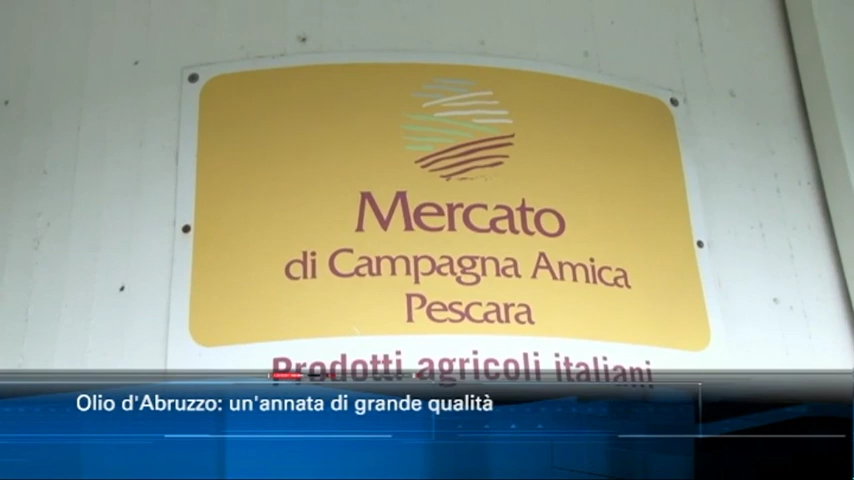 Mercato
di Campagna Amica
Pescara
Prodotti agricoli italiani
Olio d'Abruzzo: un'annata di grande qualità